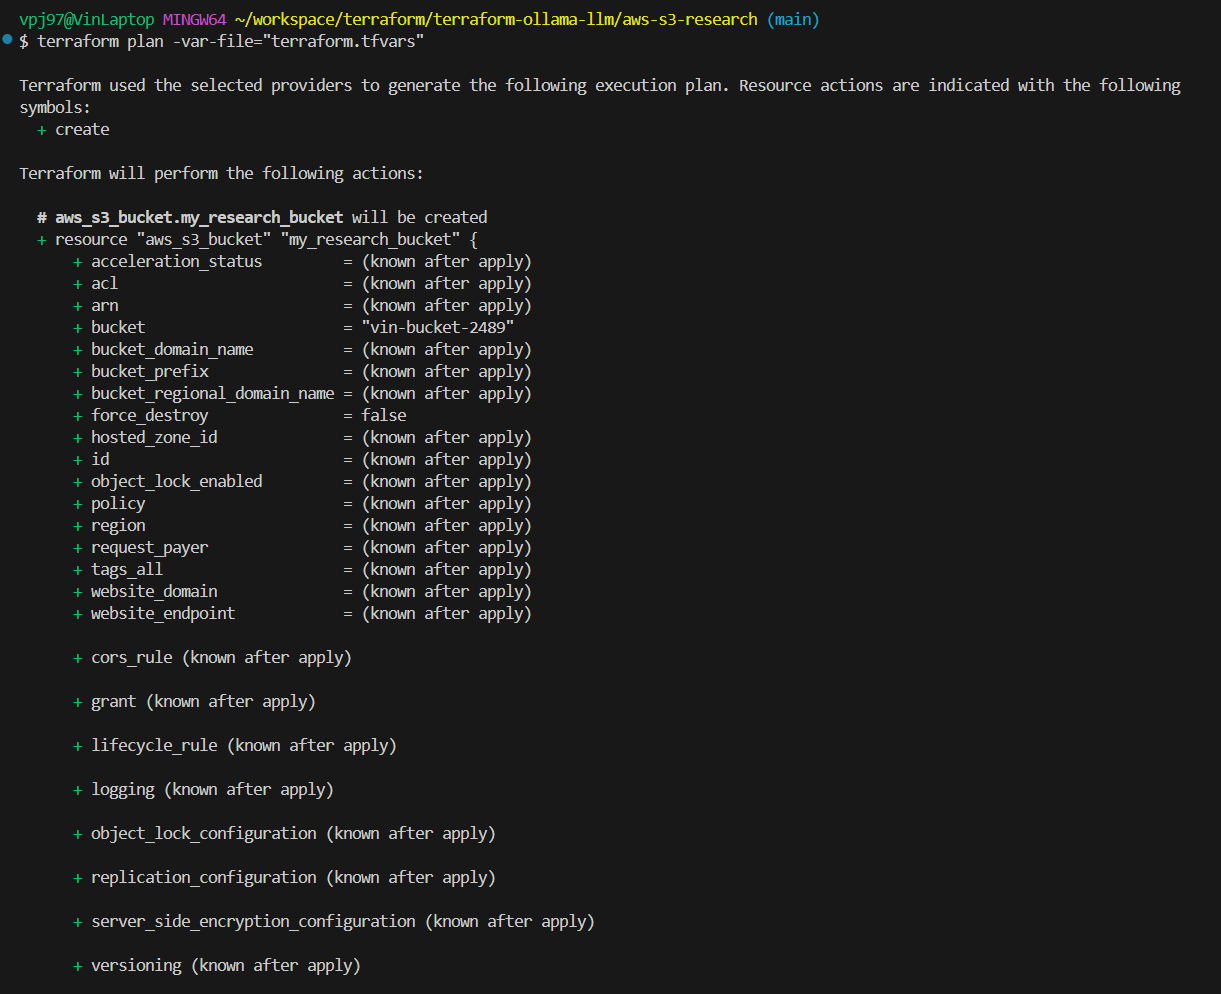 vpj97@VinLaptop MINGW64 ~/workspace/terraform/terraform-ollama-llm/aws-s3-research (main)
$ terraform plan -var-file="terraform.tfvars"
Terraform used the selected providers to generate the following execution plan. Resource actions are indicated with the following
symbols:
+ create
Terraform will perform the following actions:
# aws_s3_bucket.my_research_bucket will be created
+ resource "aws_s3_bucket" "my_research_bucket" {
+ acceleration_status = (known after apply)
+ acl = (known after apply)
+ arn = (known after apply)
+ bucket = "vin-bucket-2489"
+ bucket_domain_name = (known after apply)
+ bucket_prefix = (known after apply)
+ bucket_regional_domain_name = (known after apply)
+ force_destroy = false
+ hosted_zone_id = (known after apply)
+ id = (known after apply)
+ object_lock_enabled = (known after apply)
+ policy = (known after apply)
+ region = (known after apply)
+ request_payer = (known after apply)
+ tags_all = (known after apply)
+ website_domain = (known after apply)
+ website_endpoint = (known after apply)
+ cors_rule (known after apply)
+ grant (known after apply)
+ lifecycle_rule (known after apply)
+ logging (known after apply)
+ object_lock_configuration (known after apply)
+ replication_configuration (known after apply)
+ server_side_encryption_configuration (known after apply)
+ versioning (known after apply)